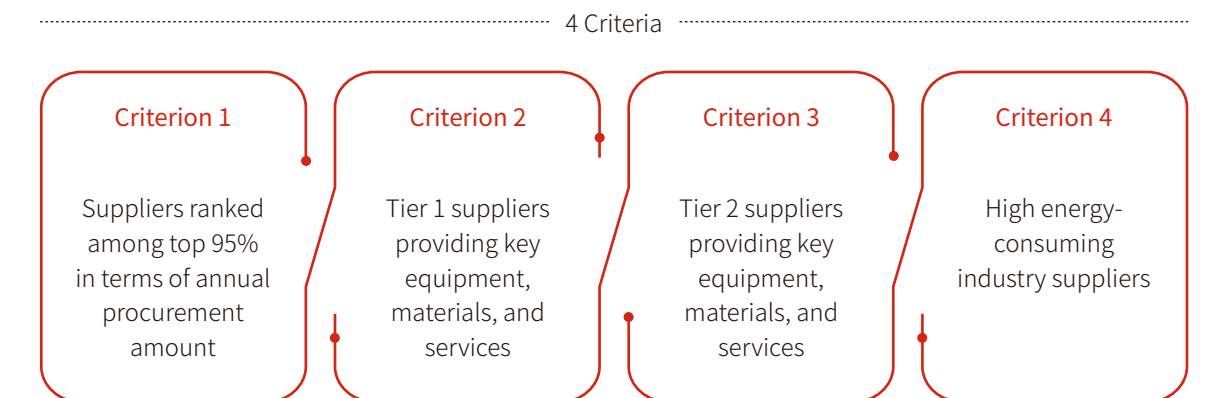 4 Criteria
Criterion 1
Suppliers ranked
among top 95%
in terms of annual
procurement
amount
Criterion 2
Tier 1 suppliers
providing key
equipment,
materials, and
services
Criterion 3
Tier 2 suppliers
providing key
equipment,
materials, and
services
Criterion 4
High energy-
consuming
industry suppliers